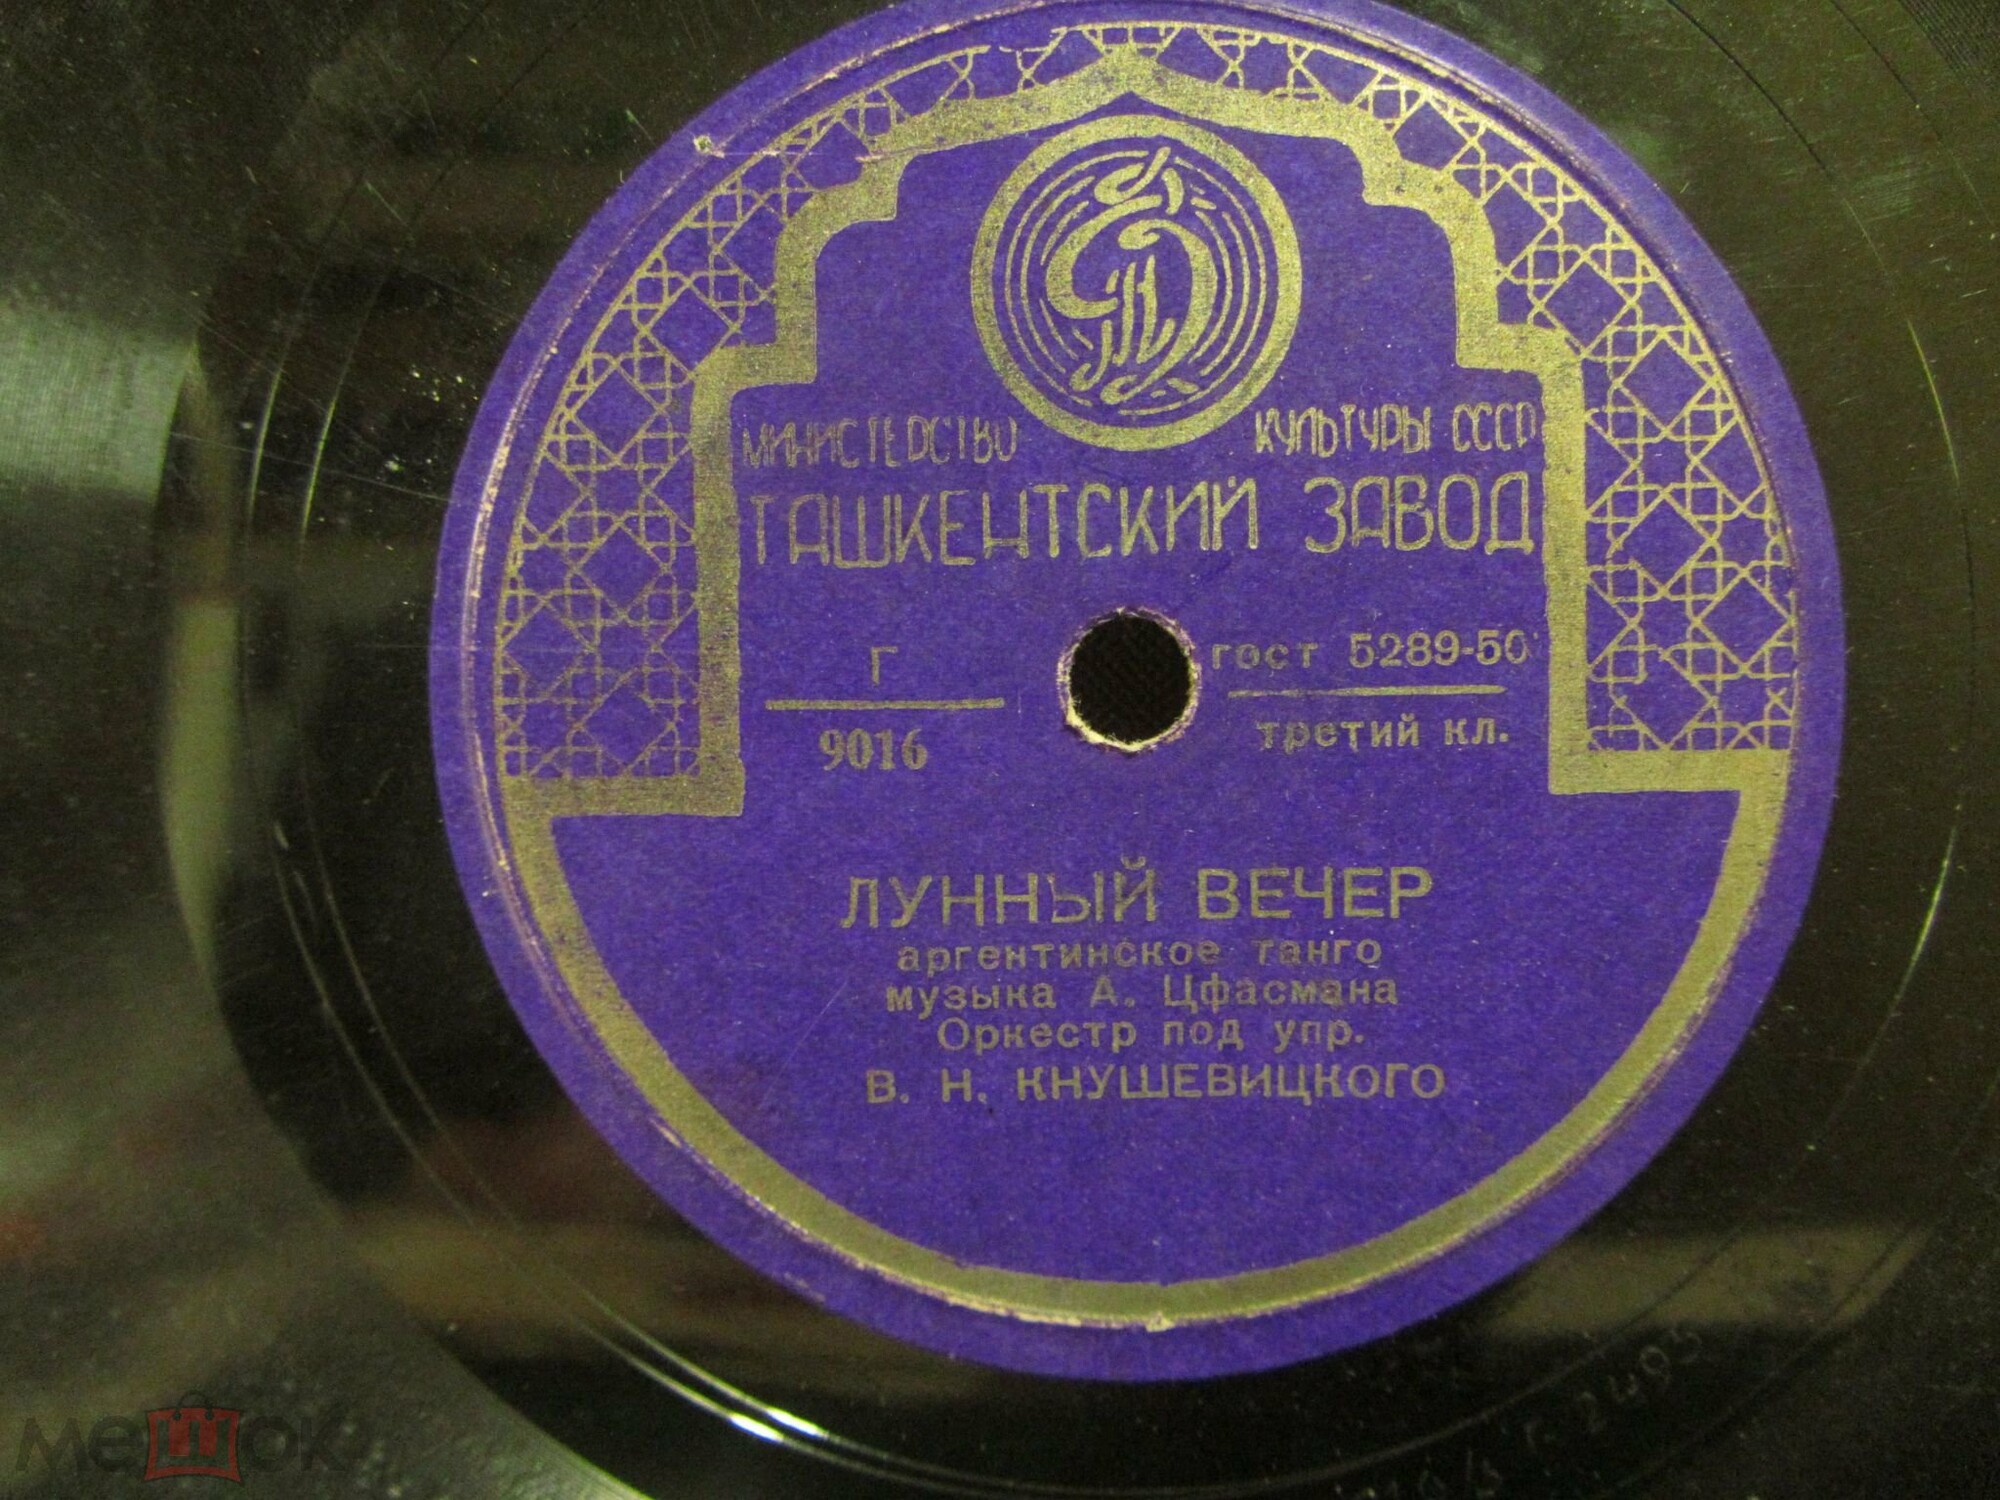 МИНИСТЕРСТВО КУЛЬТУРЫ СССР
ТАШКЕНТСКИЙ ЗАВОД
Г гост 5289-50
9016 третий кл.
ЛУННЫЙ ВЕЧЕР
аргентинское танго
музыка А. Цфасмана
Оркестр под упр.
В. Н. КНУШЕВИЦКОГО
мешок